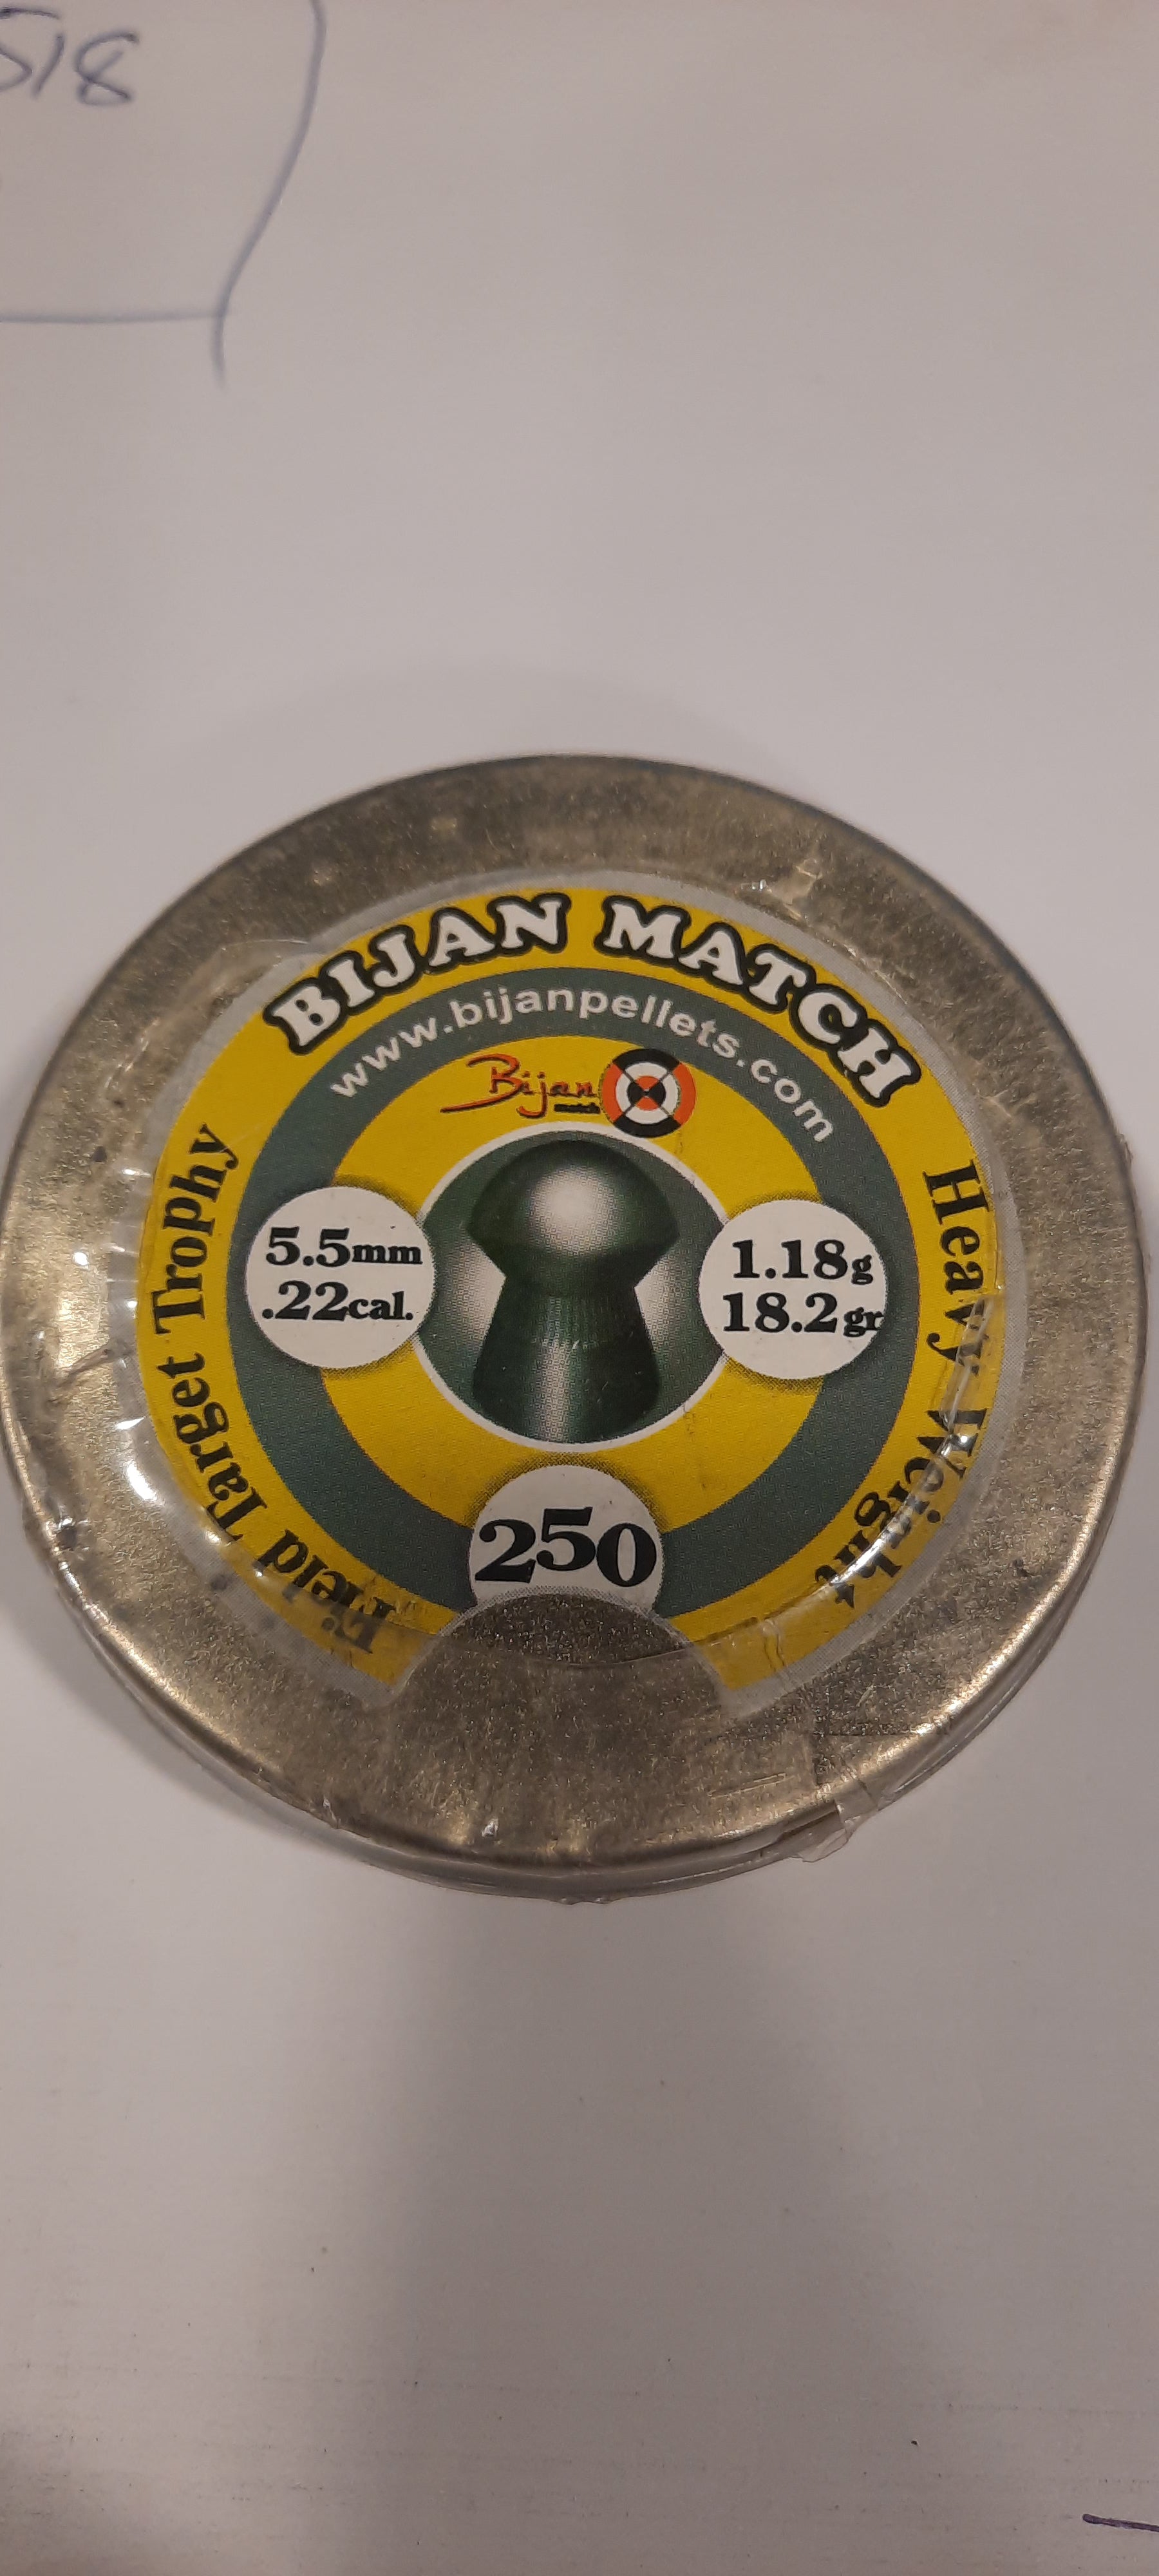 518
BIJAN MATCH
www.bijanpellets.com
Bijan
match
Field Target Trophy
5.5mm
.22cal.
1.18g
18.2gr
Heavy Weight
250